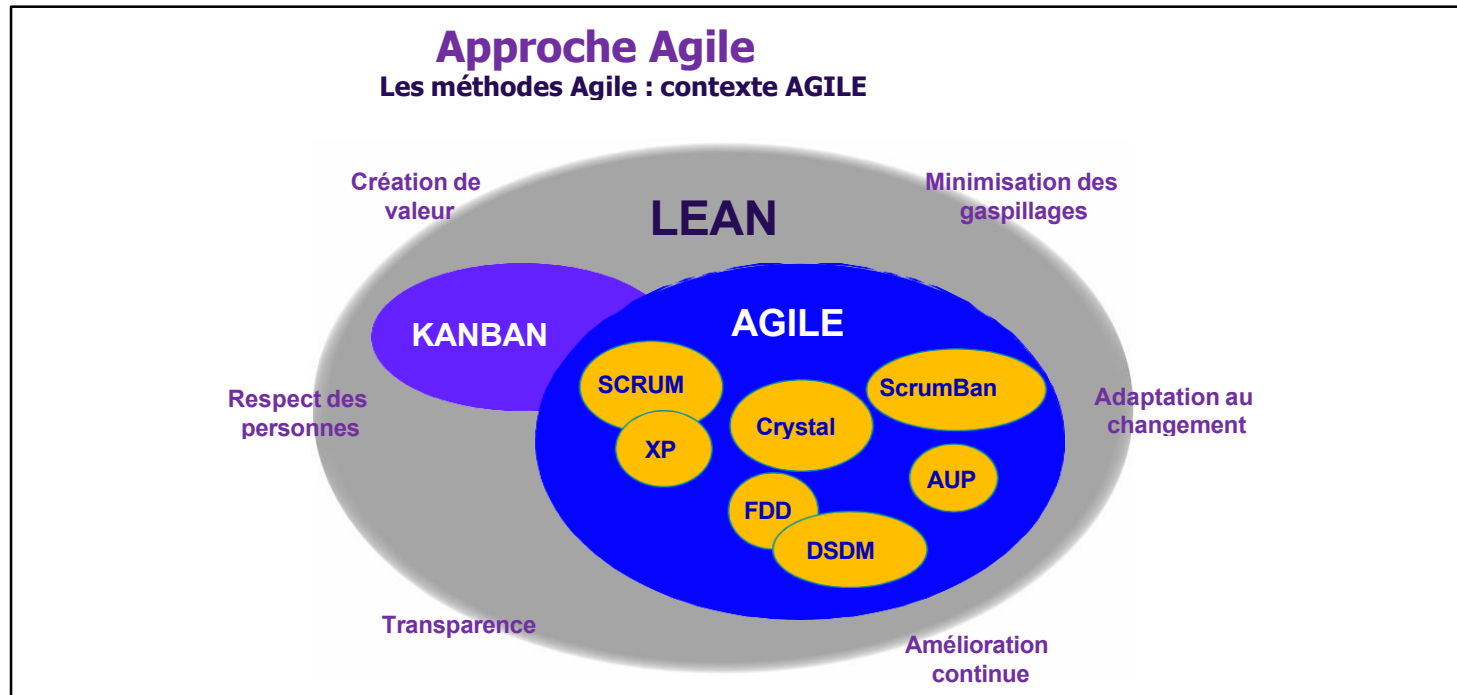 Approche Agile
Les méthodes Agile : contexte AGILE
Création de
valeur
Minimisation des
gaspillages
LEAN
KANBAN
AGILE
SCRUM
ScrumBan
Crystal
XP
Respect des
personnes
Adaptation au
changement
AUP
FDD
DSDM
Transparence
Amélioration
continue